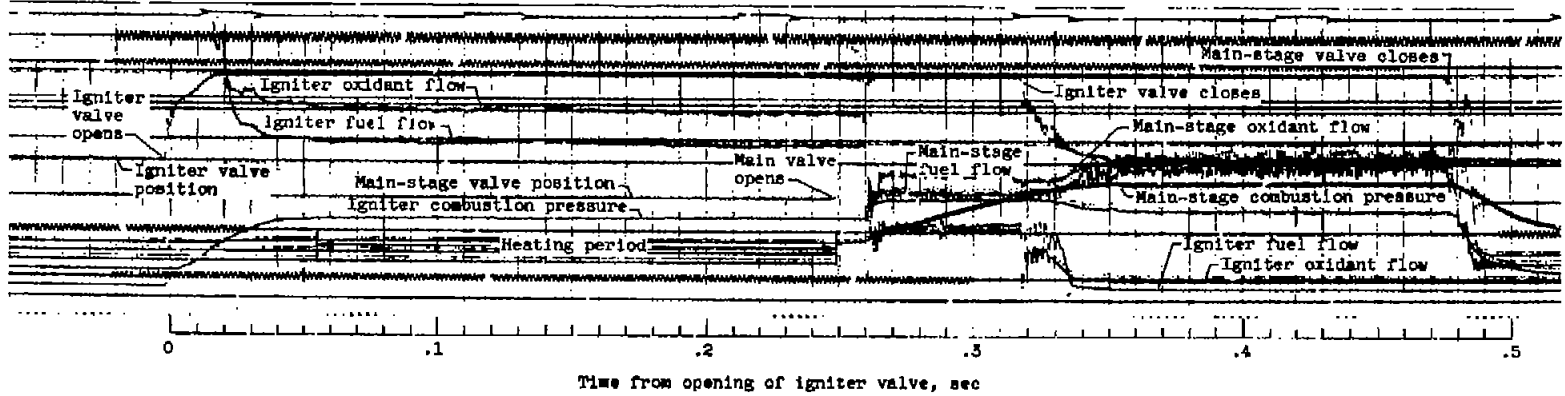 Main-stage valve closes
Igniter oxidant flow
Igniter valve closes
Igniter
valve
opens
Igniter fuel flow
Main-stage oxidant flow
Igniter valve
position
Main valve
opens
Main-stage
fuel flow
Main-stage valve position
Igniter combustion pressure
Main-stage combustion pressure
Heating period
Igniter fuel flow
Igniter oxidant flow
0 .1 .2 .3 .4 .5
Time from opening of igniter valve, sec